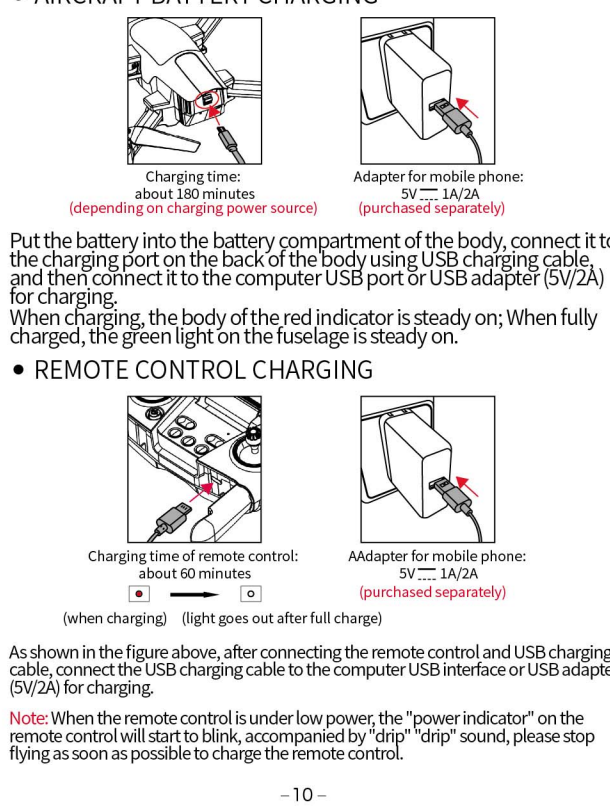 • AIRCRAFT BATTERY CHARGING
Charging time:
about 180 minutes
(depending on charging power source)
Adapter for mobile phone:
5V 1A/2A
(purchased separately)
Put the battery into the battery compartment of the body, connect it to
the charging port on the back of the body using USB charging cable,
and then connect it to the computer USB port or USB adapter (5V/2A)
for charging.
When charging, the body of the red indicator is steady on; When fully
charged, the green light on the fuselage is steady on.
• REMOTE CONTROL CHARGING
Charging time of remote control:
about 60 minutes
(when charging) (light goes out after full charge)
AAdapter for mobile phone:
5V 1A/2A
(purchased separately)
As shown in the figure above, after connecting the remote control and USB charging
cable, connect the USB charging cable to the computer USB interface or USB adapte
(5V/2A) for charging.
Note: When the remote control is under low power, the "power indicator" on the
remote control will start to blink, accompanied by "drip" "drip" sound, please stop
flying as soon as possible to charge the remote control.
–10–